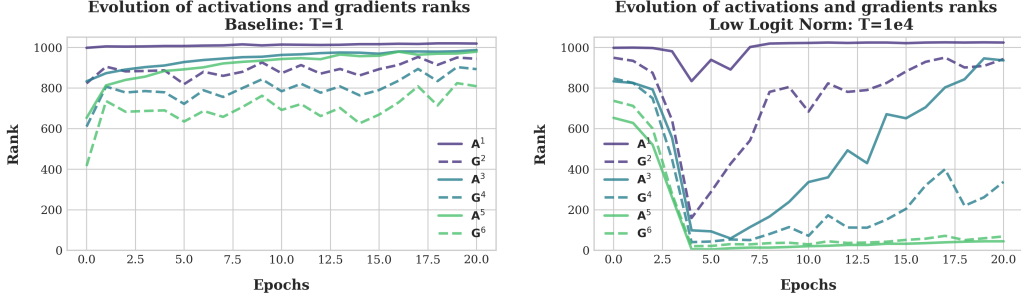 Evolution of activations and gradients ranks
Baseline: T=1
Rank
1000
800
600
400
200
0
0.0 2.5 5.0 7.5 10.0 12.5 15.0 17.5 20.0
Epochs
A1
G2
A3
G4
A5
G6
Evolution of activations and gradients ranks
Low Logit Norm: T=1e4
Rank
1000
800
600
400
200
0
0.0 2.5 5.0 7.5 10.0 12.5 15.0 17.5 20.0
Epochs
A1
G2
A3
G4
A5
G6